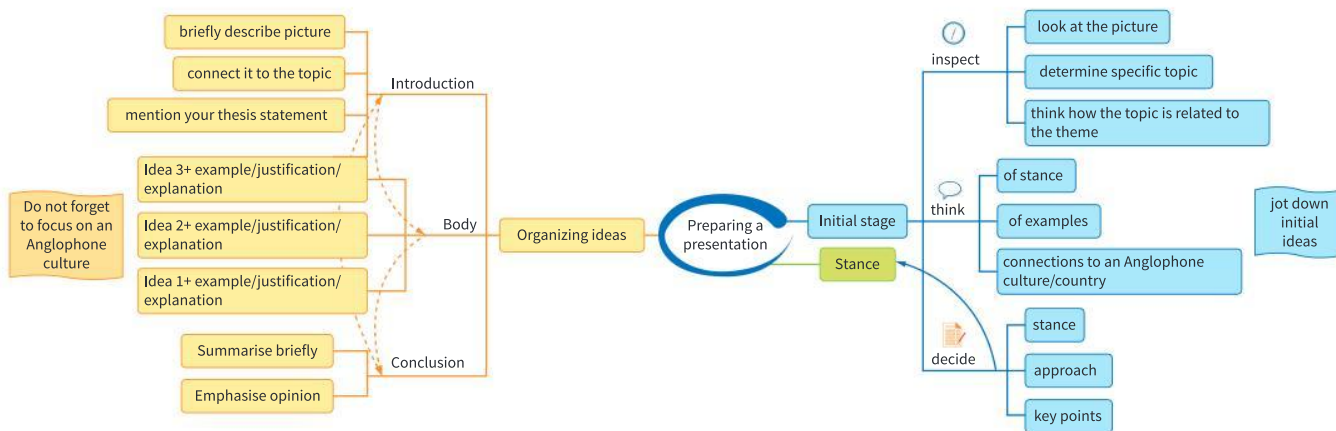 briefly describe picture
connect it to the topic
mention your thesis statement
Introduction
Idea 3+ example/justification/
explanation
Idea 2+ example/justification/
explanation
Idea 1+ example/justification/
explanation
Body
Do not forget
to focus on an
Anglophone
culture
Summarise briefly
Emphasise opinion
Conclusion
Organizing ideas
Preparing a
presentation
Initial stage
Stance
inspect
look at the picture
determine specific topic
think how the topic is related to
the theme
think
of stance
of examples
connections to an Anglophone
culture/country
decide
stance
approach
key points
jot down
initial
ideas